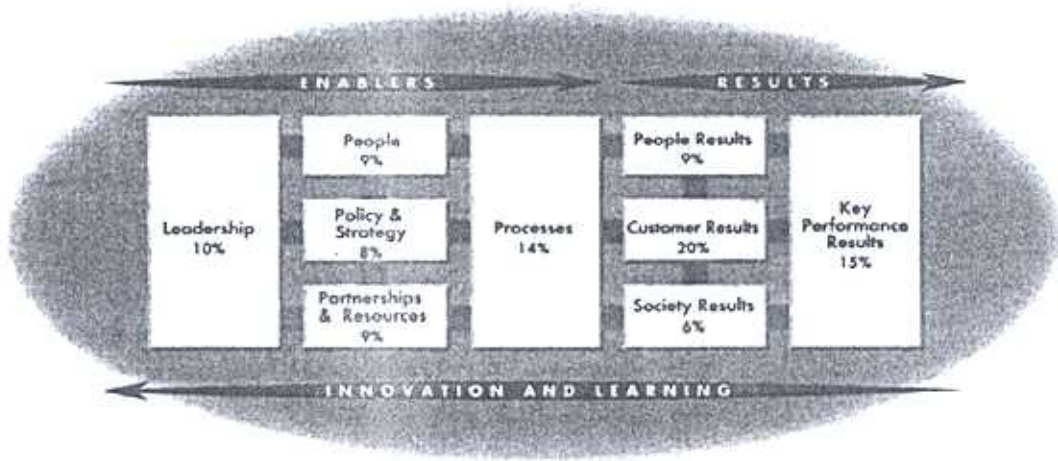 ENABLERS
RESULTS
Leadership
10%
People
9%
Policy &
Strategy
8%
Partnerships
& Resources
9%
Processes
14%
People Results
9%
Customer Results
20%
Society Results
6%
Key
Performance
Results
15%
INNOVATION AND LEARNING